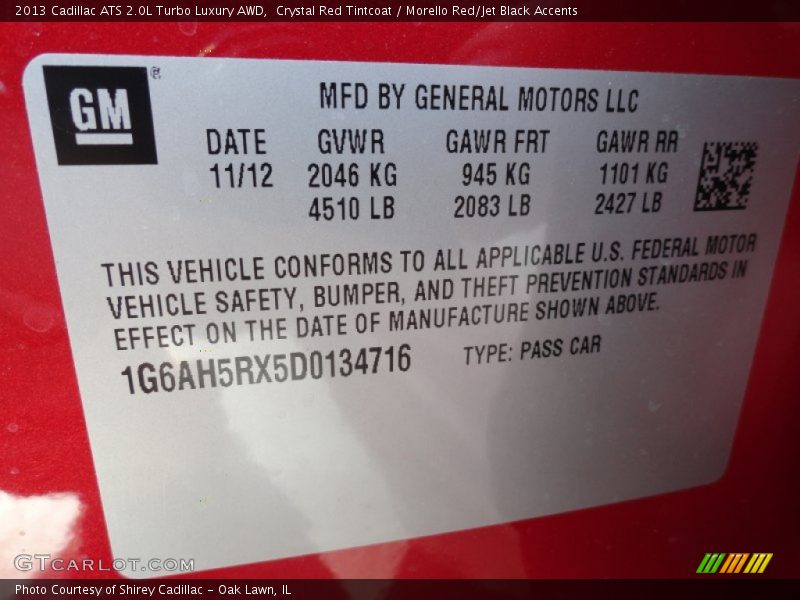 2013 Cadillac ATS 2.0L Turbo Luxury AWD,  Crystal Red Tintcoat / Morello Red/Jet Black Accents
GM®
MFD BY GENERAL MOTORS LLC
DATE GVWR GAWR FRT GAWR RR
11/12 2046 KG 945 KG 1101 KG
4510 LB 2083 LB 2427 LB
THIS VEHICLE CONFORMS TO ALL APPLICABLE U.S. FEDERAL MOTOR
VEHICLE SAFETY, BUMPER, AND THEFT PREVENTION STANDARDS IN
EFFECT ON THE DATE OF MANUFACTURE SHOWN ABOVE.
1G6AH5RX5D0134716 TYPE: PASS CAR
GTCarLot.com
Photo Courtesy of Shirey Cadillac - Oak Lawn, IL